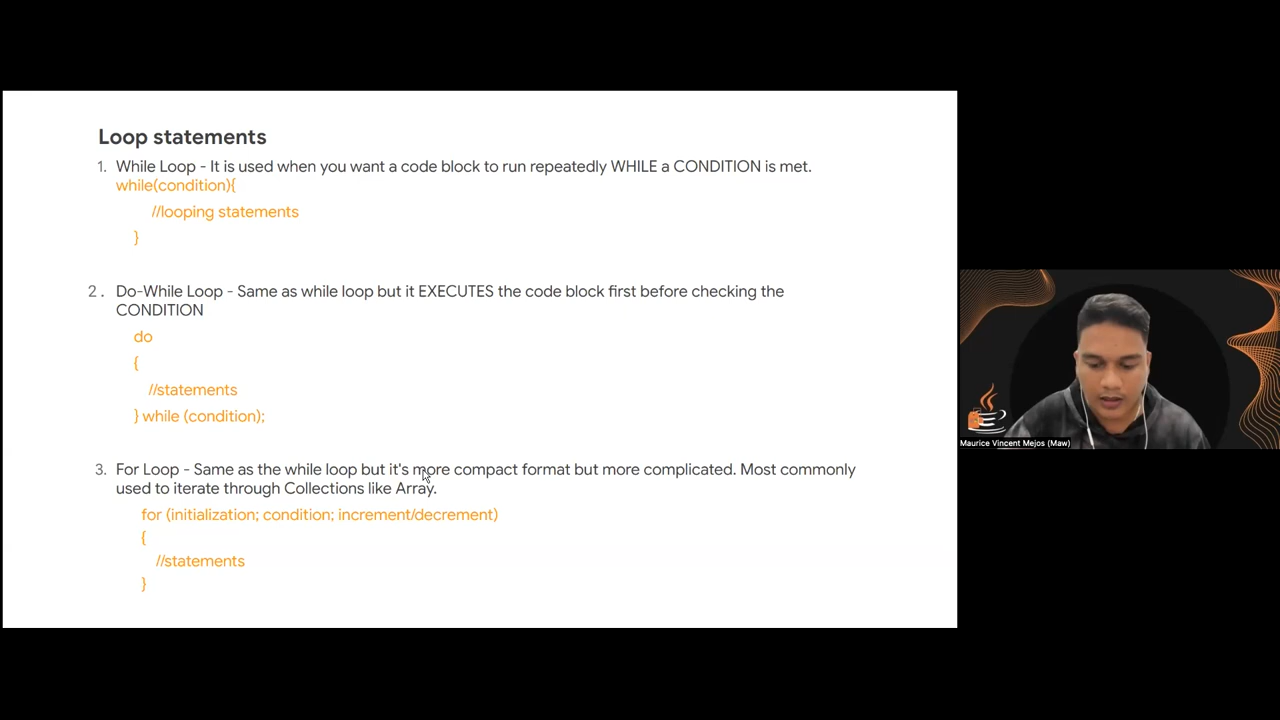 Loop statements
1. While Loop - It is used when you want a code block to run repeatedly WHILE a CONDITION is met.
while(condition){
//looping statements
}
2. Do-While Loop - Same as while loop but it EXECUTES the code block first before checking the
CONDITION
do
{
//statements
} while (condition);
3. For Loop - Same as the while loop but it's more compact format but more complicated. Most commonly
used to iterate through Collections like Array.
for (initialization; condition; increment/decrement)
{
//statements
}
Maurice Vincent Mejos (Maw)